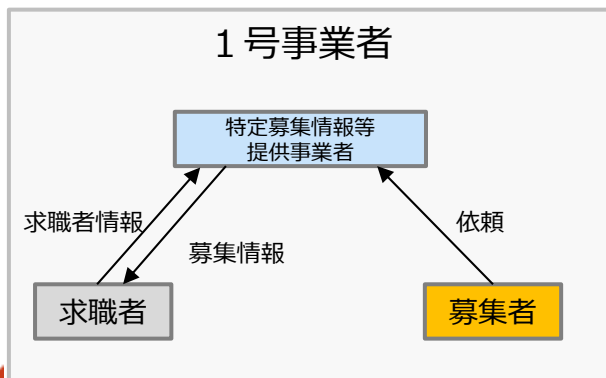 １号事業者
特定募集情報等
提供事業者
求職者情報
募集情報
依頼
求職者
募集者